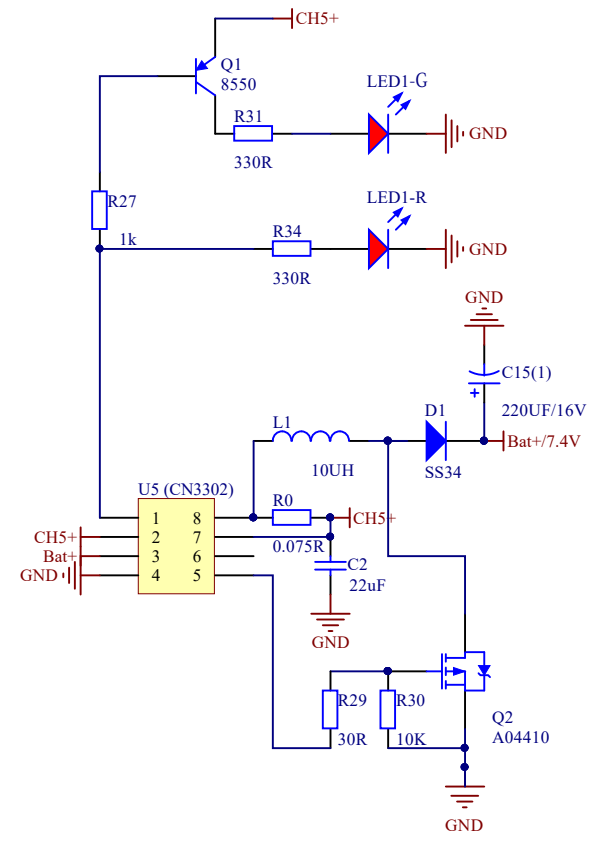 CH5+
Q1
8550
LED1-G
R31
GND
330R
R27
LED1-R
1k
R34
GND
330R
GND
C15(1)
220UF/16V
D1
L1
Bat+/7.4V
10UH
SS34
U5 (CN3302)
R0
1 8
CH5+
CH5+ 2 7
0.075R
Bat+ 3 6
C2
GND 4 5
22uF
GND
R29
R30
Q2
30R
10K
A04410
GND